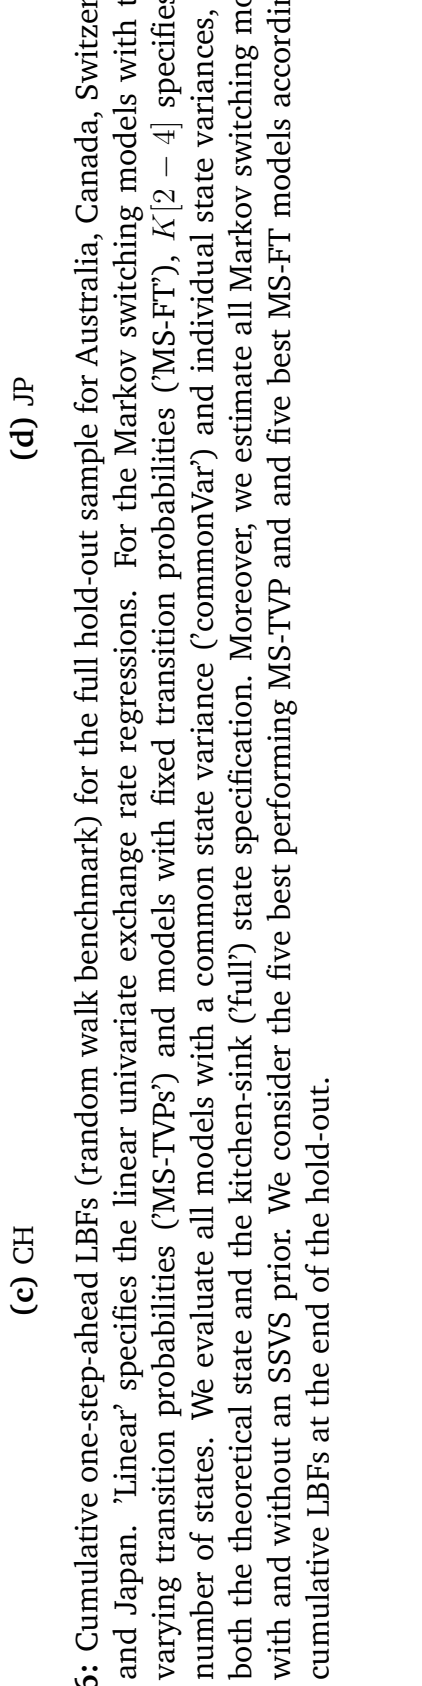 (c) CH
(d) JP
6: Cumulative one-step-ahead LBFs (random walk benchmark) for the full hold-out sample for Australia, Canada, Switzer
and Japan. 'Linear' specifies the linear univariate exchange rate regressions. For the Markov switching models with t
varying transition probabilities ('MS-TVPs') and models with fixed transition probabilities ('MS-FT'), K[2 − 4] specifies
number of states. We evaluate all models with a common state variance ('commonVar') and individual state variances,
both the theoretical state and the kitchen-sink ('full') state specification. Moreover, we estimate all Markov switching mo
with and without an SSVS prior. We consider the five best performing MS-TVP and and five best MS-FT models accordin
cumulative LBFs at the end of the hold-out.